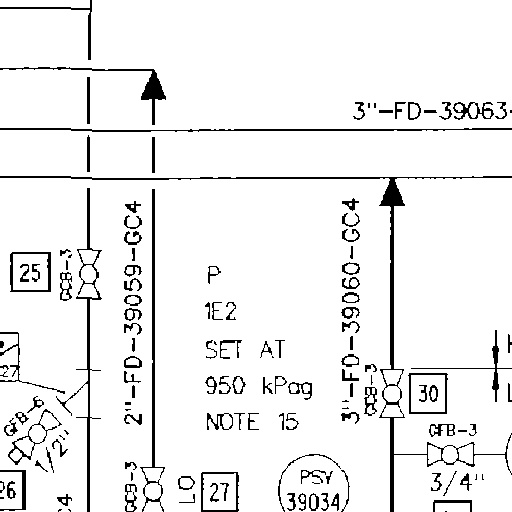 3"-FD-39063-
2"-FD-39059-GC4
3"-FD-39060-GC4
25
GCB-3
P
1E2
SET AT
950 kPag
NOTE 15
27
GCB-3
30
GFB-6
1/2"
GFB-3
3/4"
26
C4
GCB-3
LO
27
PSV
39034